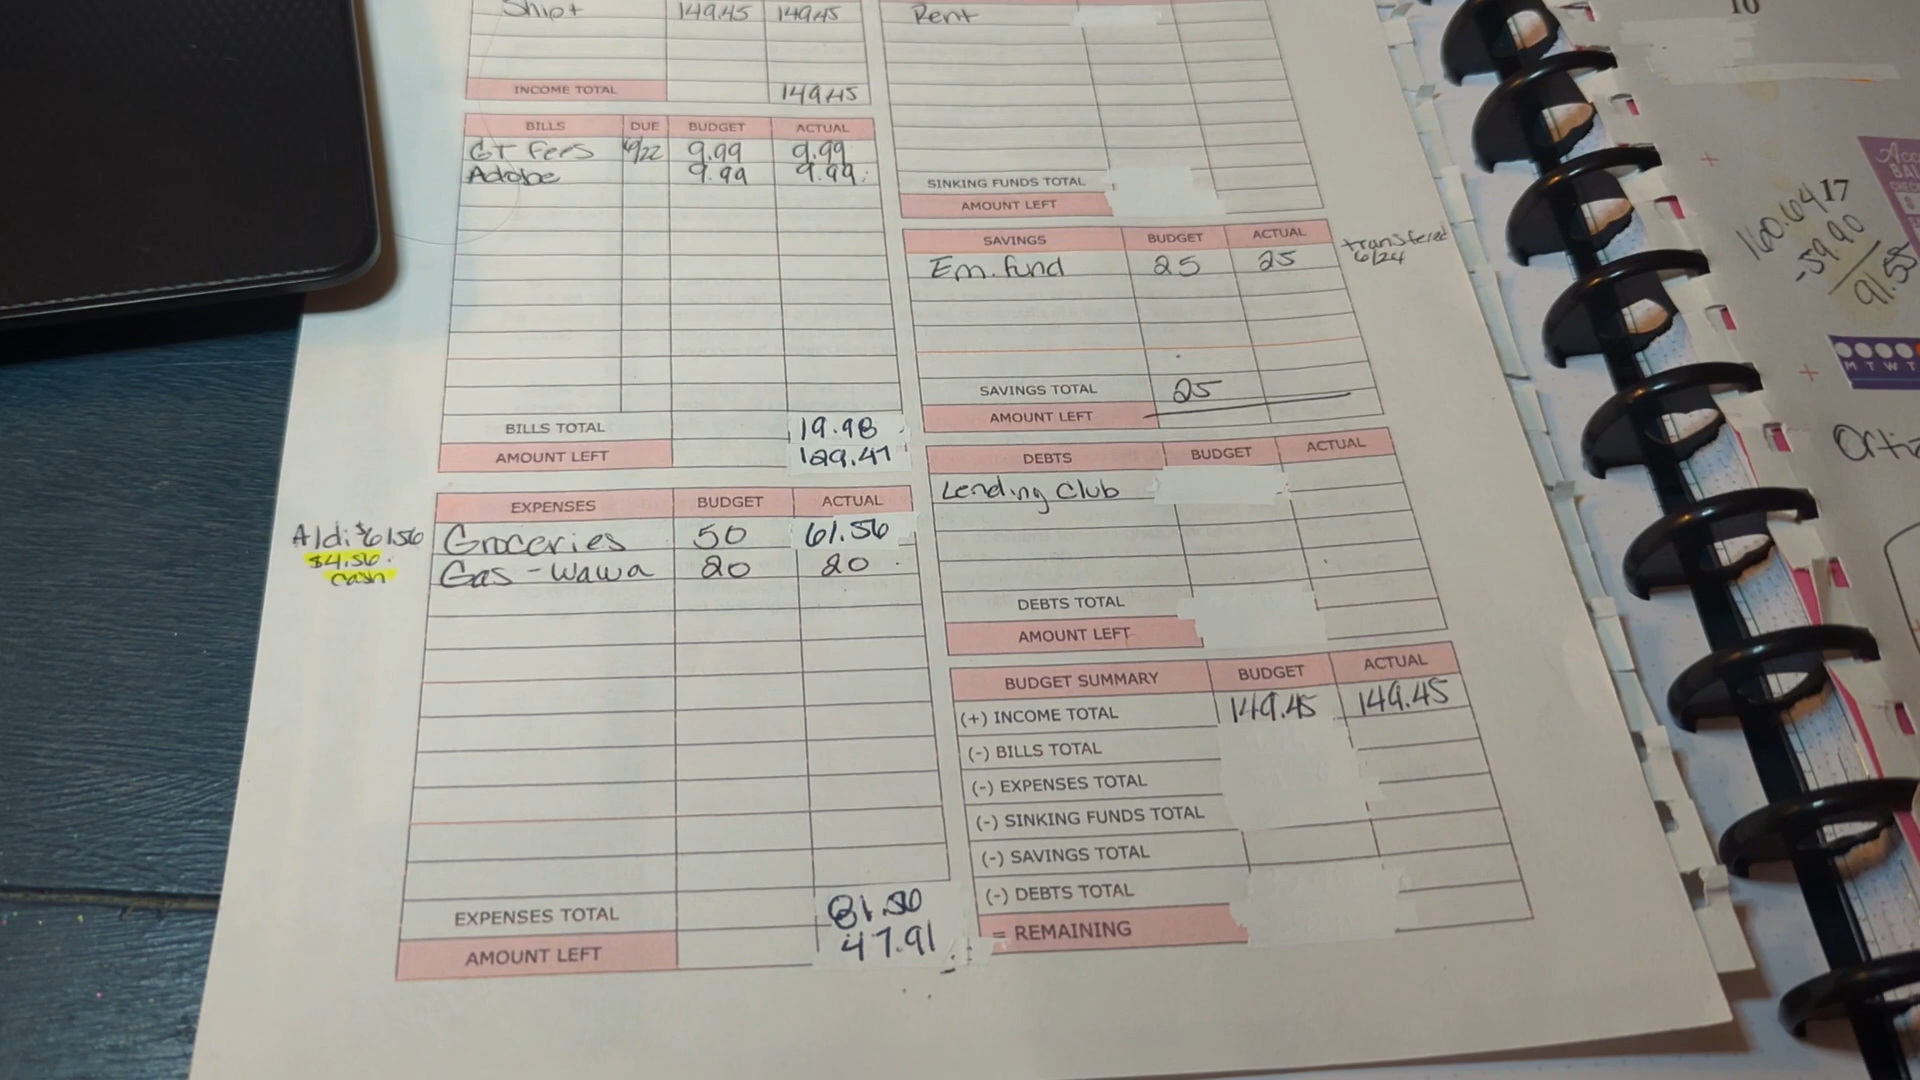 Shipt 149.45 149.45
INCOME TOTAL 149.45
BILLS DUE BUDGET ACTUAL
GT Fees 6/22 9.99 9.99
Adobe 9.99 9.99
BILLS TOTAL 19.98
AMOUNT LEFT 129.47
EXPENSES BUDGET ACTUAL
Aldi $61.56
$4.56
cash
Groceries 50 61.56
Gas - Wawa 20 20
EXPENSES TOTAL 81.56
AMOUNT LEFT 47.91
Rent
SINKING FUNDS TOTAL
AMOUNT LEFT
SAVINGS BUDGET ACTUAL
Em. fund 25 25
transfered
6/24
SAVINGS TOTAL 25
AMOUNT LEFT
DEBTS BUDGET ACTUAL
Lending Club
DEBTS TOTAL
AMOUNT LEFT
BUDGET SUMMARY BUDGET ACTUAL
(+) INCOME TOTAL 149.45 149.45
(-) BILLS TOTAL
(-) EXPENSES TOTAL
(-) SINKING FUNDS TOTAL
(-) SAVINGS TOTAL
(-) DEBTS TOTAL
= REMAINING
10
17
160.64
-59.90
91.55
M T W T